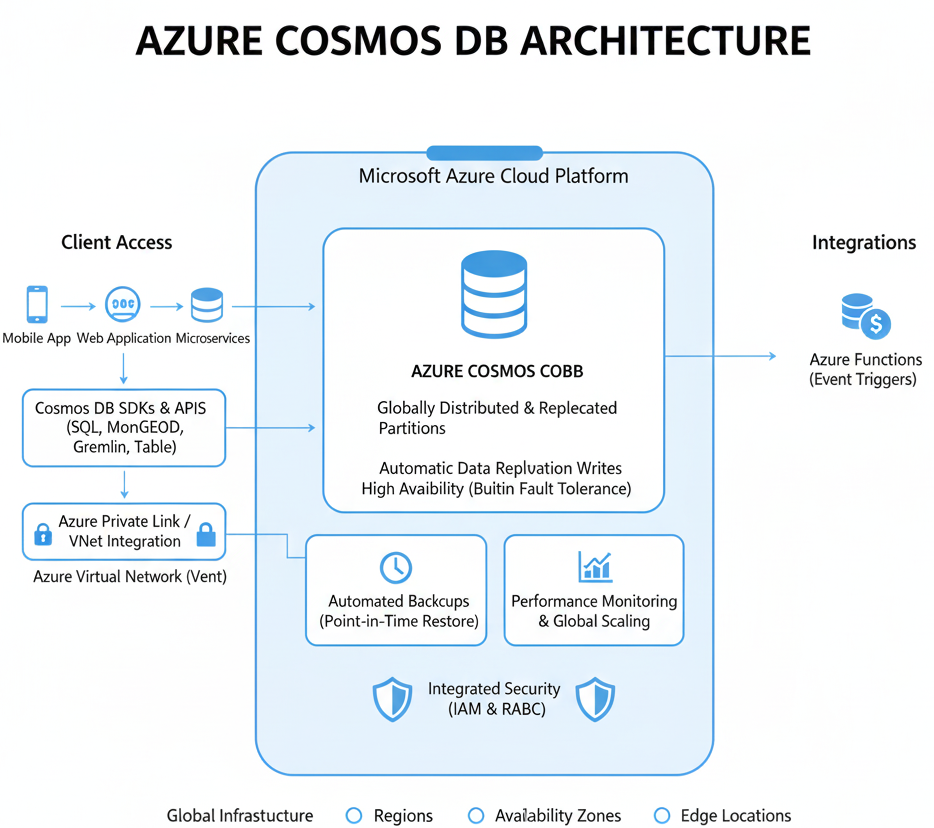 AZURE COSMOS DB ARCHITECTURE
Microsoft Azure Cloud Platform
Client Access
Mobile App
Web Application
Microservices
Cosmos DB SDKs & APIS
(SQL, MonGEOD,
Gremlin, Table)
Azure Private Link /
VNet Integration
Azure Virtual Network (Vent)
AZURE COSMOS COBB
Globally Distributed & Replecated
Partitions
Automatic Data Repluation Writes
High Avaibility (Buitin Fault Tolerance)
Automated Backcups
(Point-in-Time Restore)
Performance Monitoring
& Global Scaling
Integrated Security
(IAM & RABC)
Integrations
$
Azure Functions
(Event Triggers)
Global Infrastucture
Regions
Availability Zones
Edge Locations